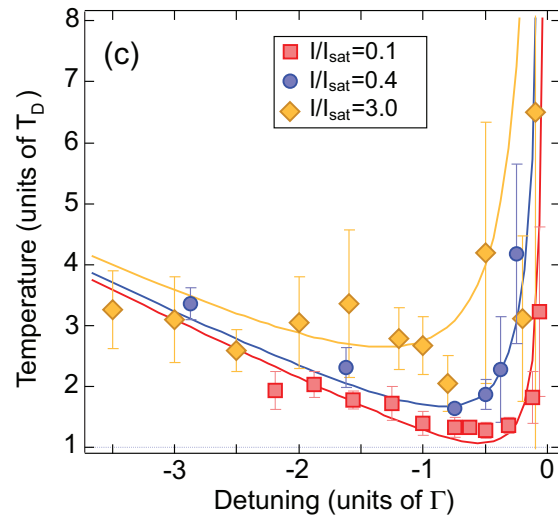 (c)
I/Isat=0.1
I/Isat=0.4
I/Isat=3.0
8
7
6
5
4
3
2
1
Temperature (units of TD)
-3
-2
-1
0
Detuning (units of Γ)